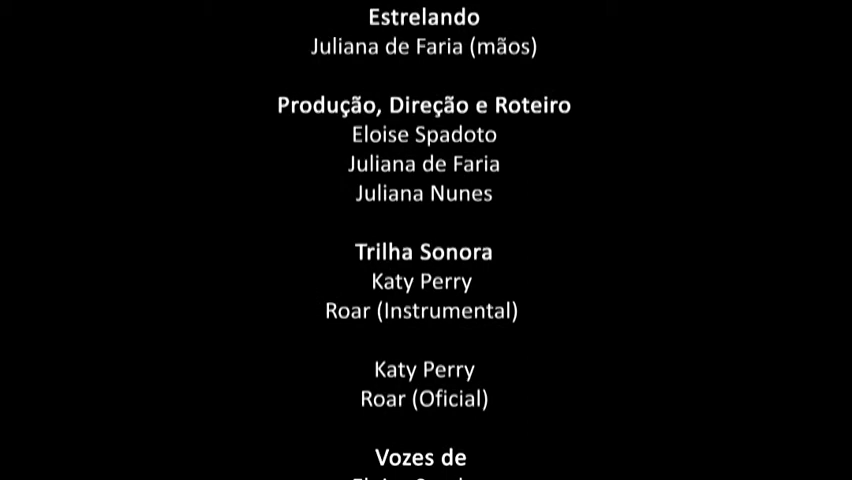 Estrelando
Juliana de Faria (mãos)
Produção, Direção e Roteiro
Eloise Spadoto
Juliana de Faria
Juliana Nunes
Trilha Sonora
Katy Perry
Roar (Instrumental)
Katy Perry
Roar (Oficial)
Vozes de